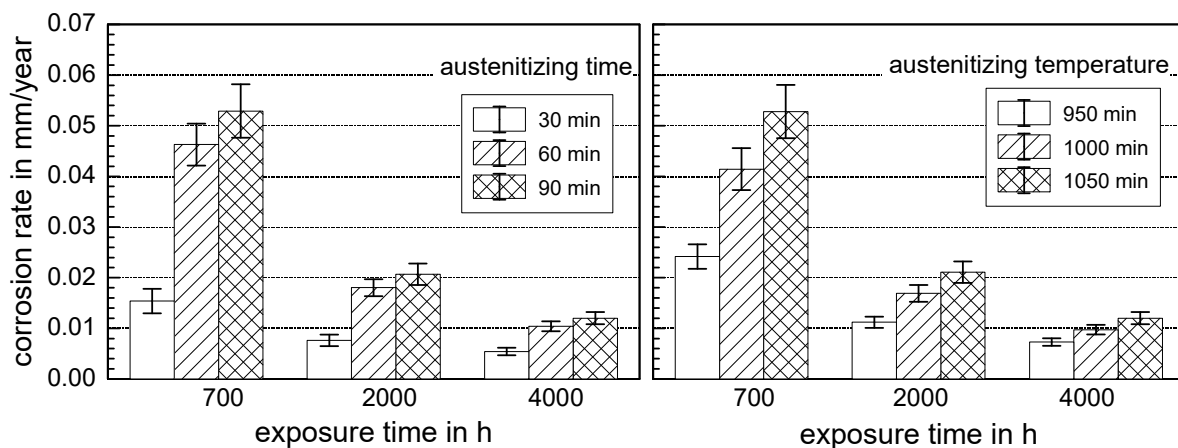 corrosion rate in mm/year
0.07
0.06
0.05
0.04
0.03
0.02
0.01
0.00
austenitizing time
30 min
60 min
90 min
700 2000 4000
exposure time in h
austenitizing temperature
950 min
1000 min
1050 min
700 2000 4000
exposure time in h